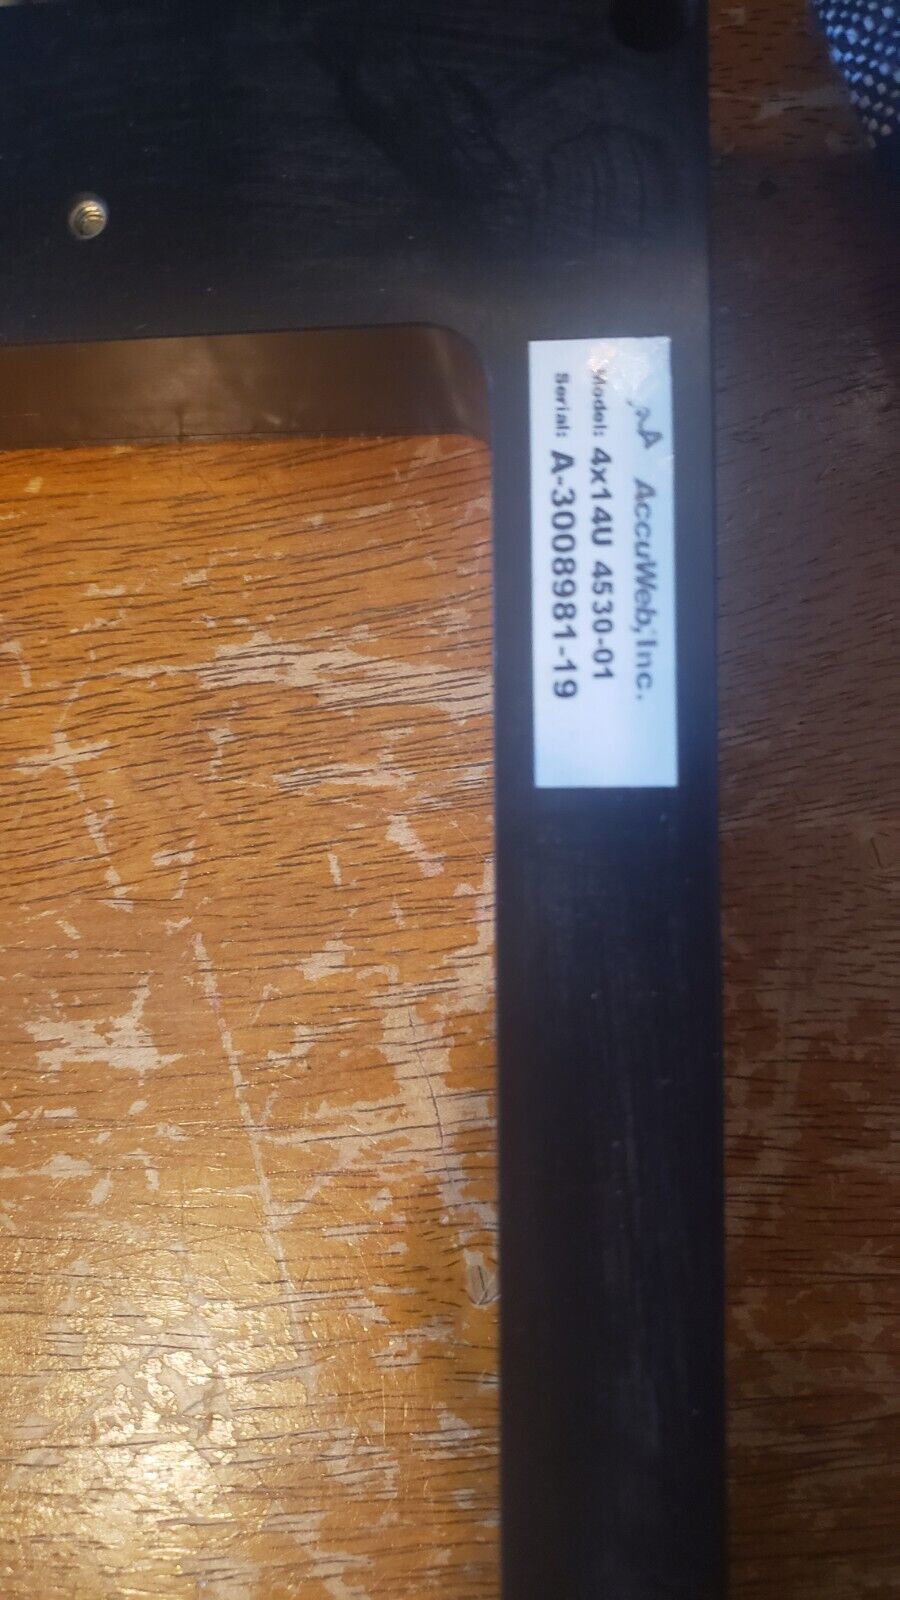 AccuWeb, Inc.
Model: 4x14U 4530-01
Serial: A-3008981-19